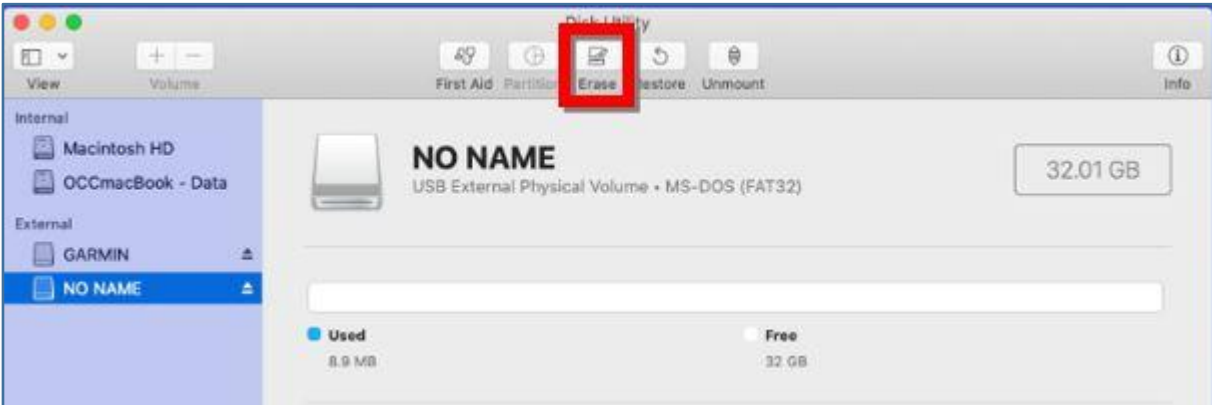 Disk Utility
View Volume First Aid Partition Erase Restore Unmount Info
Internal
Macintosh HD
OCCmacBook - Data
External
GARMIN
NO NAME
NO NAME
USB External Physical Volume • MS-DOS (FAT32)
32.01 GB
Used
8.9 MB
Free
32 GB